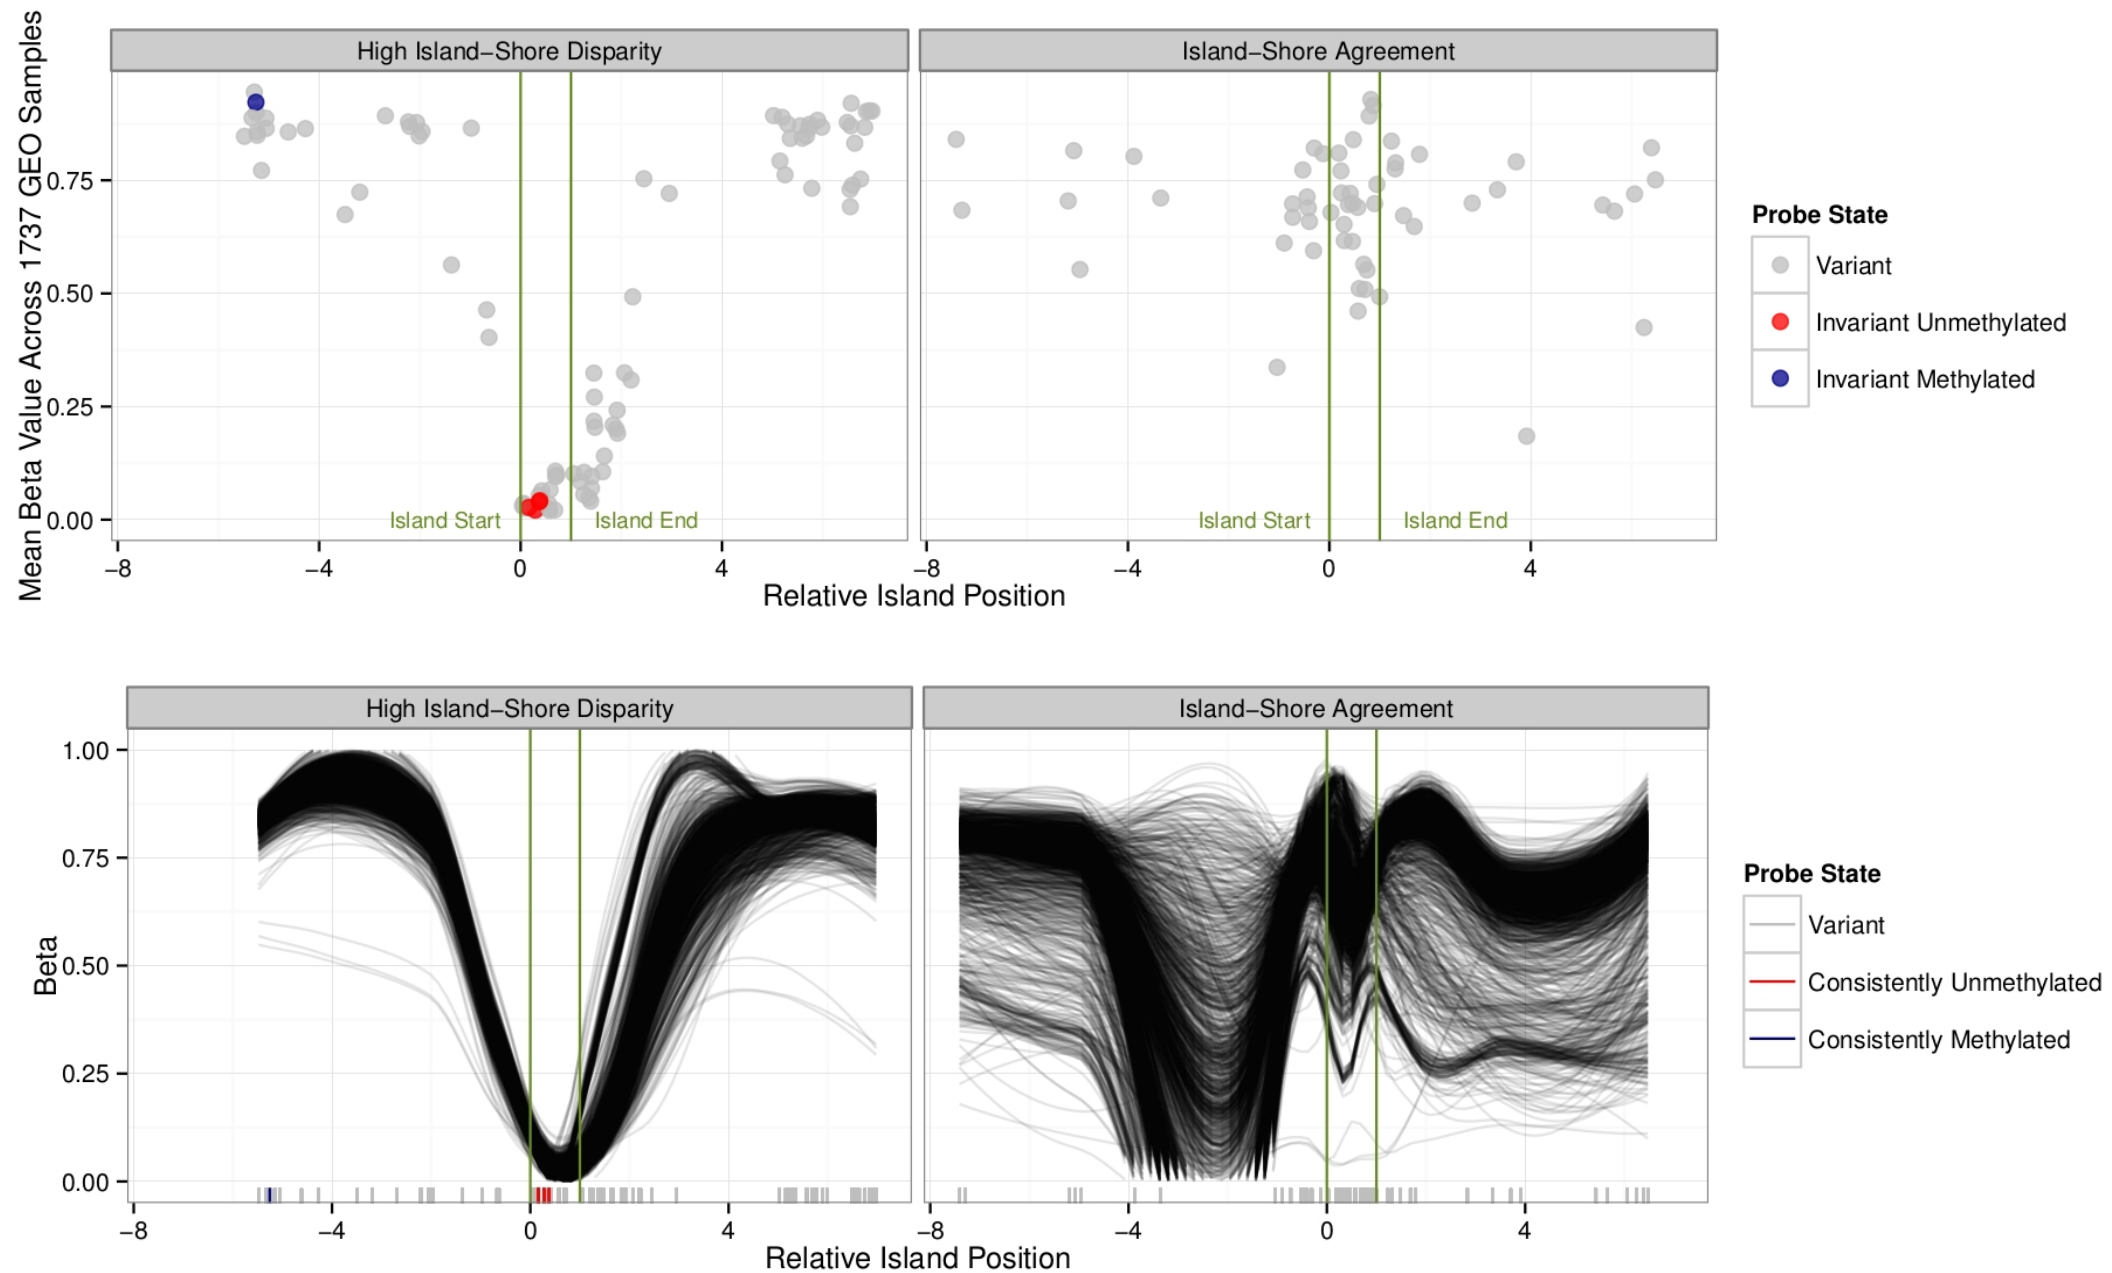 Mean Beta Value Across 1737 GEO Samples
High Island−Shore Disparity
Island−Shore Agreement
0.75
0.50
0.25
0.00
Island Start
Island End
Island Start
Island End
−8
−4
0
4
−8
−4
0
4
Relative Island Position
Probe State
Variant
Invariant Unmethylated
Invariant Methylated
High Island−Shore Disparity
Island−Shore Agreement
Beta
1.00
0.75
0.50
0.25
0.00
−8
−4
0
4
−8
−4
0
4
Relative Island Position
Probe State
Variant
Consistently Unmethylated
Consistently Methylated